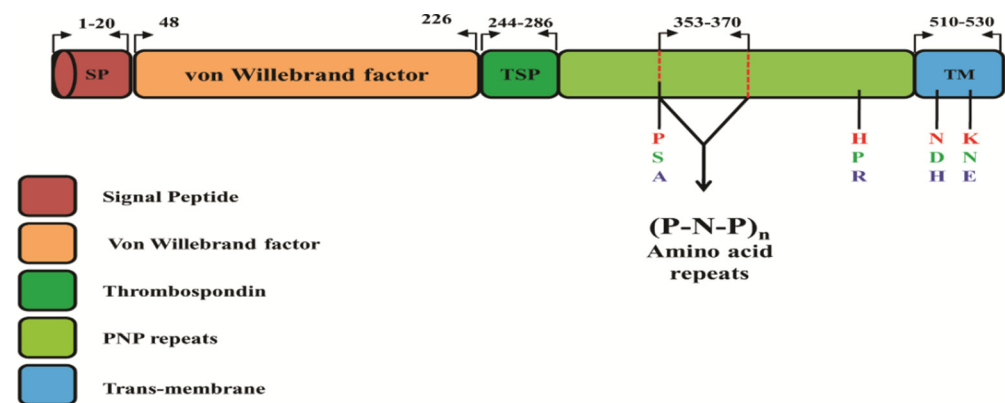 1-20 48 226 244-286 353-370 510-530
SP von Willebrand factor TSP TM
P H N K
S P D N
A R H E
(P-N-P)n
Amino acid
repeats
Signal Peptide
Von Willebrand factor
Thrombospondin
PNP repeats
Trans-membrane